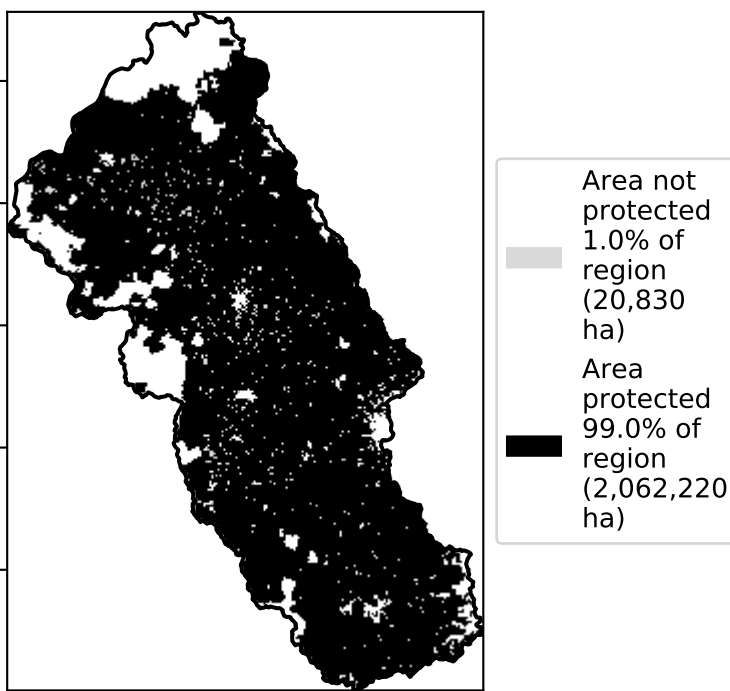 Area not
protected
1.0% of
region
(20,830
ha)
Area
protected
99.0% of
region
(2,062,220
ha)